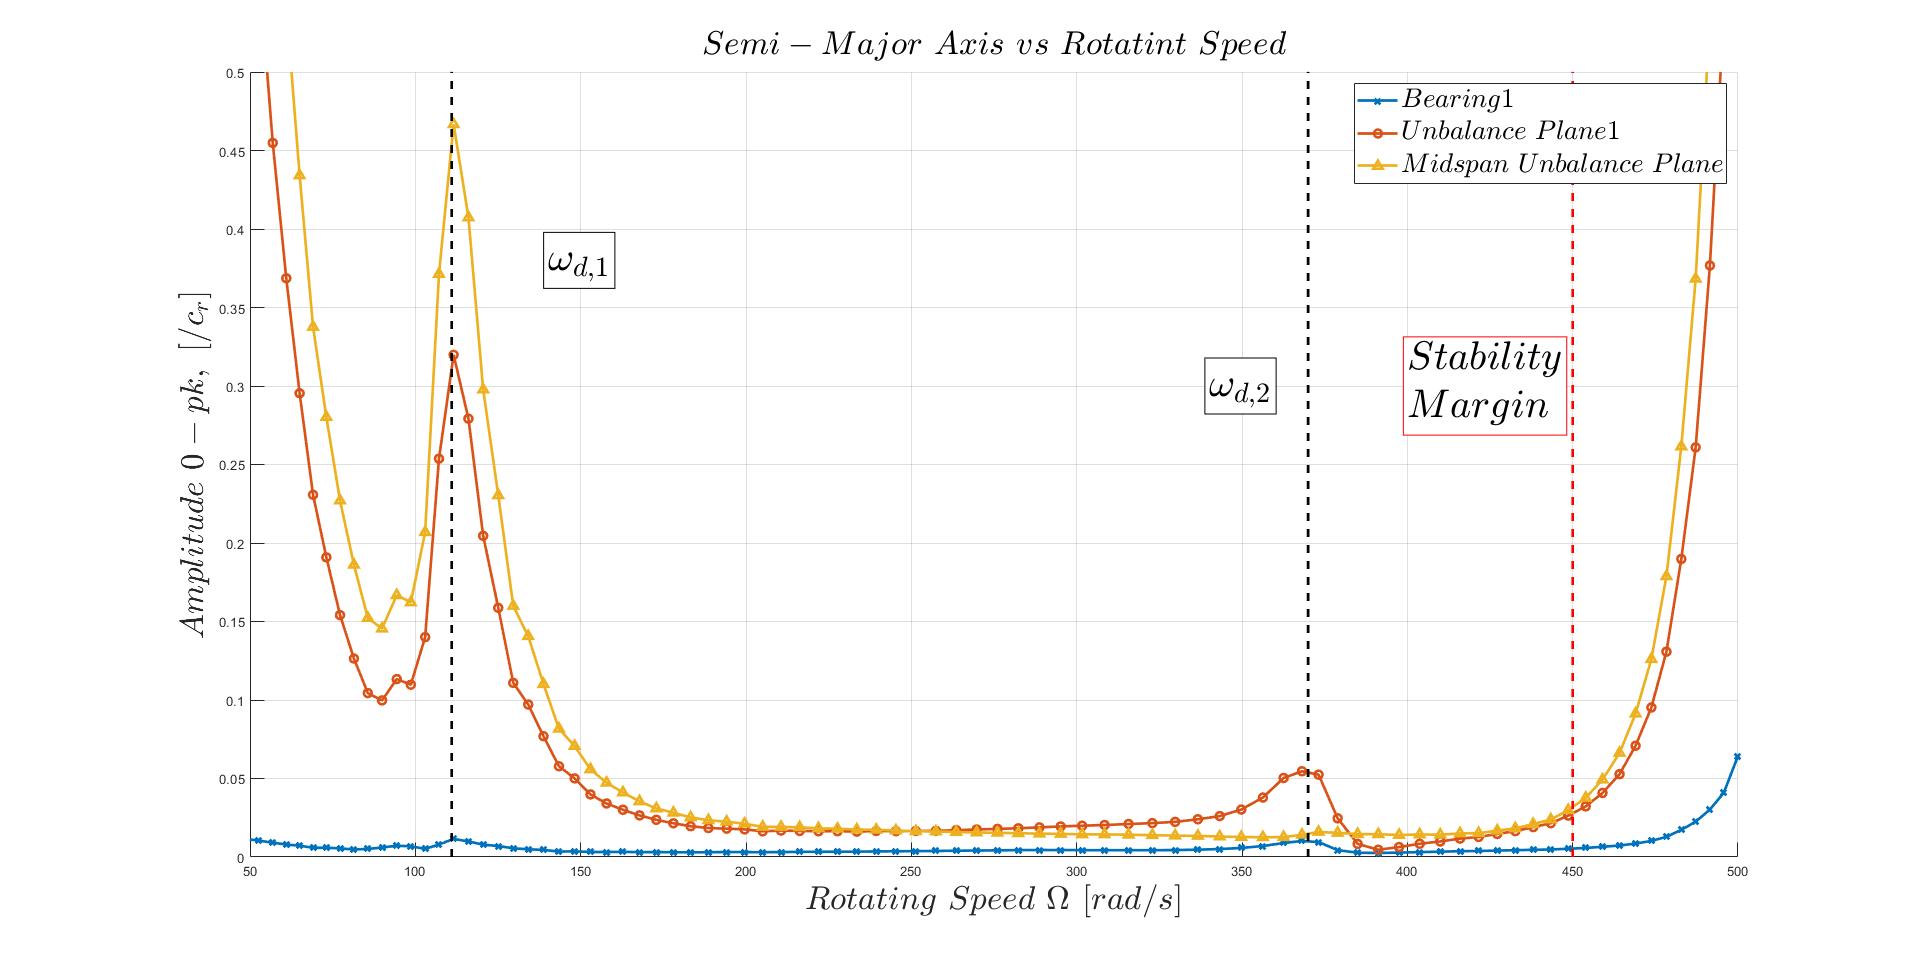 Semi − Major Axis vs Rotatint Speed
Amplitude 0 − pk, [/c_r]
0.5
0.45
0.4
0.35
0.3
0.25
0.2
0.15
0.1
0.05
0
Bearing1
Unbalance Plane1
Midspan Unbalance Plane
ω_{d,1}
ω_{d,2}
Stability
Margin
50 100 150 200 250 300 350 400 450 500
Rotating Speed Ω [rad/s]